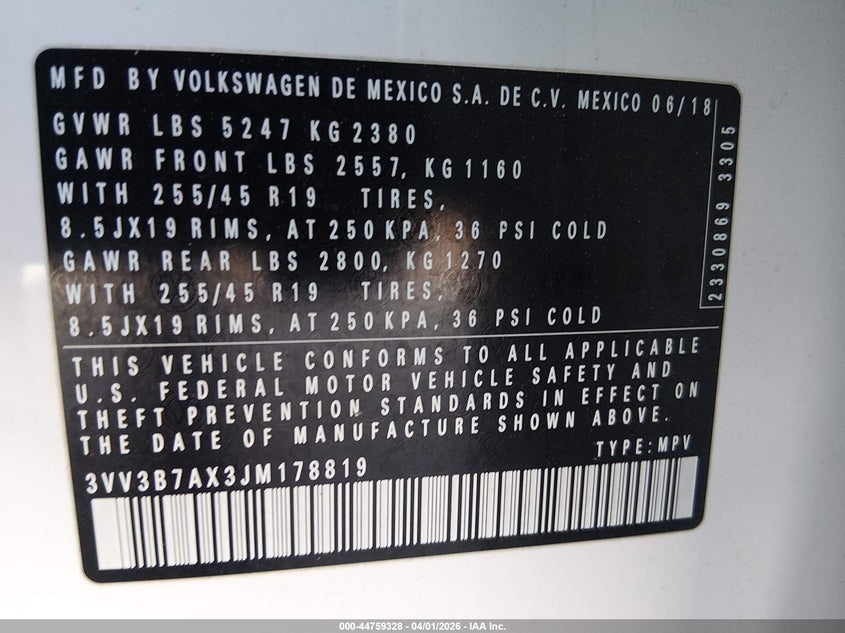 MFD BY VOLKSWAGEN DE MEXICO S.A. DE C.V. MEXICO 06/18
GVWR LBS 5247 KG 2380
GAWR FRONT LBS 2557, KG 1160
WITH 255/45 R19 TIRES,
8.5JX19 RIMS, AT 250 KPA, 36 PSI COLD
GAWR REAR LBS 2800, KG 1270
WITH 255/45 R19 TIRES,
8.5JX19 RIMS, AT 250 KPA, 36 PSI COLD
2330869 3305
THIS VEHICLE CONFORMS TO ALL APPLICABLE
U.S. FEDERAL MOTOR VEHICLE SAFETY AND
THEFT PREVENTION STANDARDS IN EFFECT ON
THE DATE OF MANUFACTURE SHOWN ABOVE.
TYPE: MPV
3VV3B7AX3JM178819
000-44759328 - 04/01/2026 - IAA Inc.